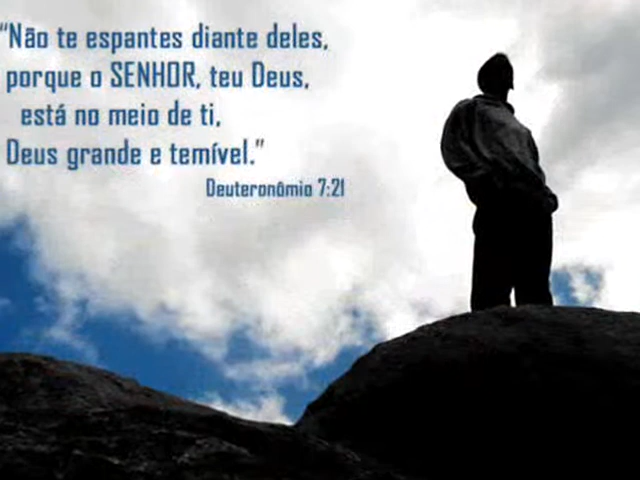 “Não te espantes diante deles,
porque o SENHOR, teu Deus,
está no meio de ti,
Deus grande e temível.”
Deuteronômio 7:21